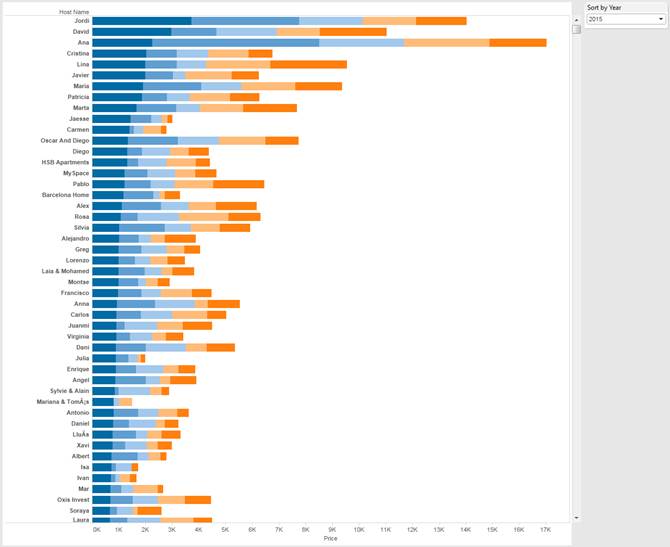 Host Name
Sort by Year
2015
Jordi
David
Ana
Cristina
Lina
Javier
Maria
Patricia
Marta
Jaesse
Carmen
Oscar And Diego
Diego
HSB Apartments
MySpace
Pablo
Barcelona Home
Alex
Rosa
Silvia
Alejandro
Greg
Lorenzo
Laia & Mohamed
Montse
Francisco
Anna
Carlos
Juanmi
Virginia
Dani
Julia
Enrique
Angel
Sylvie & Alain
Mariana & TomÃ¡s
Antonio
Daniel
LluÃ­s
Xavi
Albert
Isa
Ivan
Mar
Oxis Invest
Soraya
Laura
0K 1K 2K 3K 4K 5K 6K 7K 8K 9K 10K 11K 12K 13K 14K 15K 16K 17K
Price